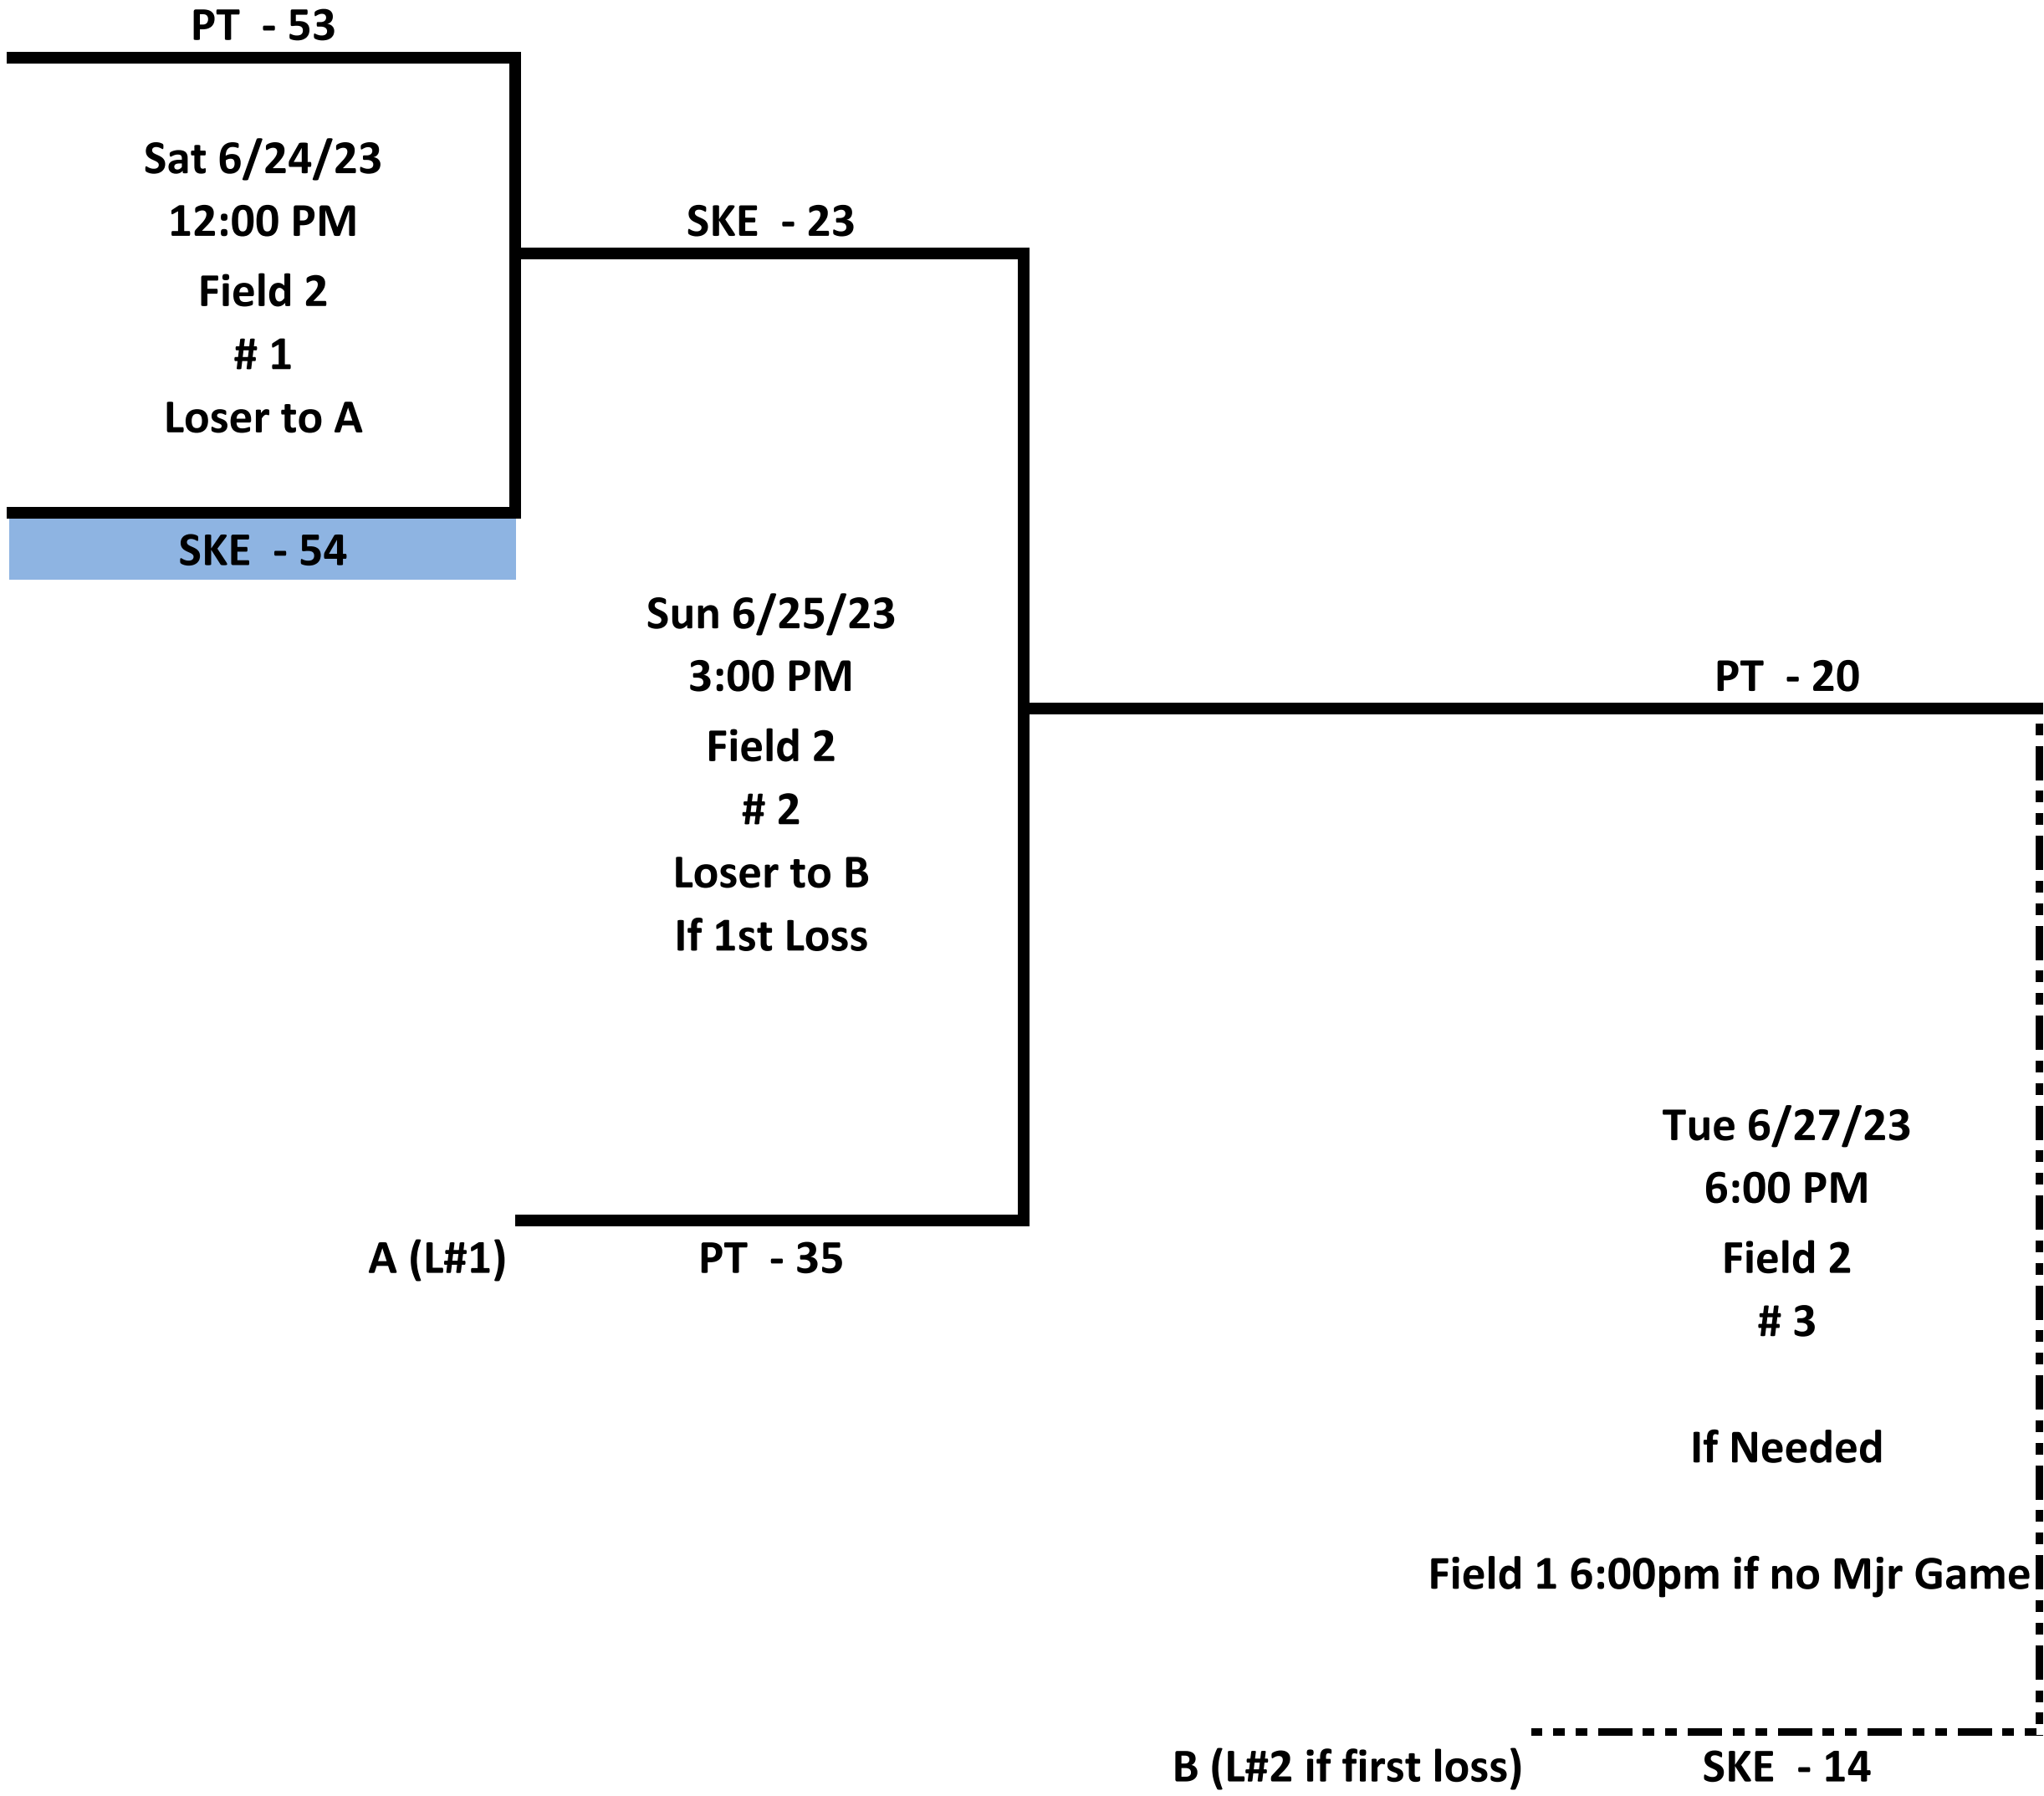 PT - 53
Sat 6/24/23
12:00 PM
Field 2
# 1
Loser to A
SKE - 54
SKE - 23
Sun 6/25/23
3:00 PM
Field 2
# 2
Loser to B
If 1st Loss
A (L#1)
PT - 35
PT - 20
Tue 6/27/23
6:00 PM
Field 2
# 3
If Needed
Field 1 6:00pm if no Mjr Game
B (L#2 if first loss)
SKE - 14